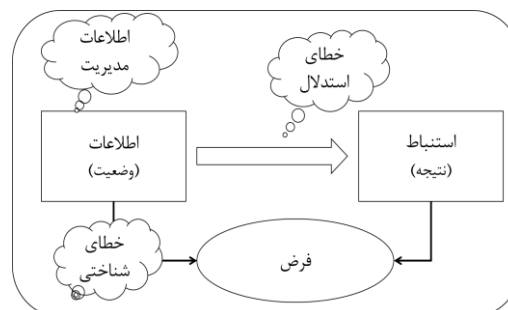 اطلاعات
مدیریت
خطای
استدلال
اطلاعات
(وضعیت)
استنباط
(نتیجه)
خطای
شناختی
فرض